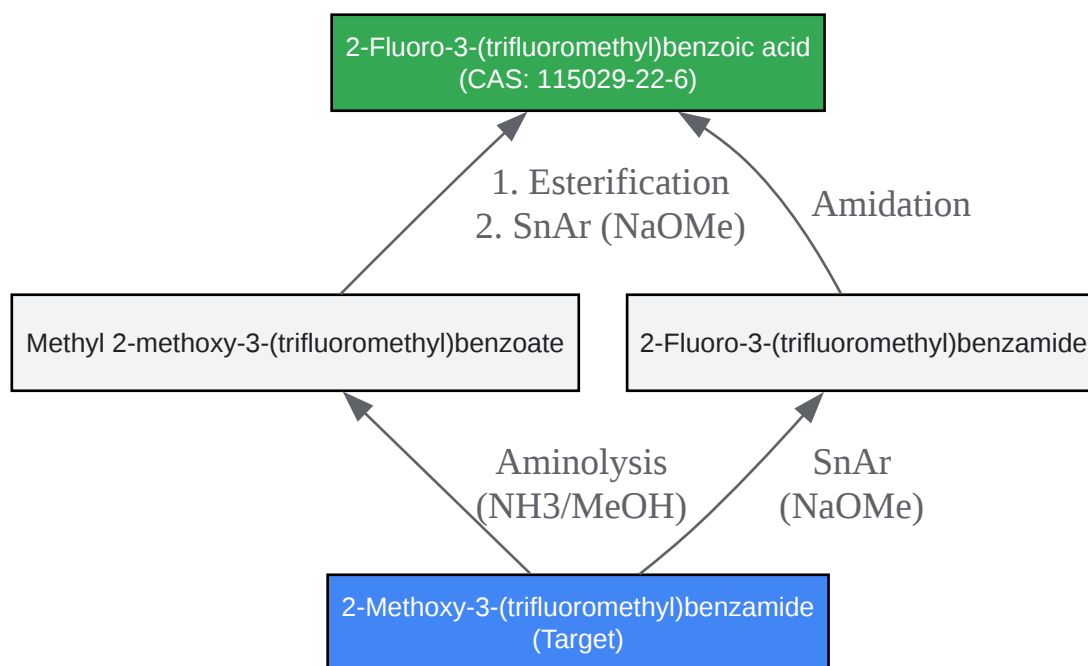 2-Fluoro-3-(trifluoromethyl)benzoic acid
(CAS: 115029-22-6)
1. Esterification
2. SnAr (NaOMe)
Amidation
Methyl 2-methoxy-3-(trifluoromethyl)benzoate
2-Fluoro-3-(trifluoromethyl)benzamide
Aminolysis
(NH3/MeOH)
SnAr
(NaOMe)
2-Methoxy-3-(trifluoromethyl)benzamide
(Target)